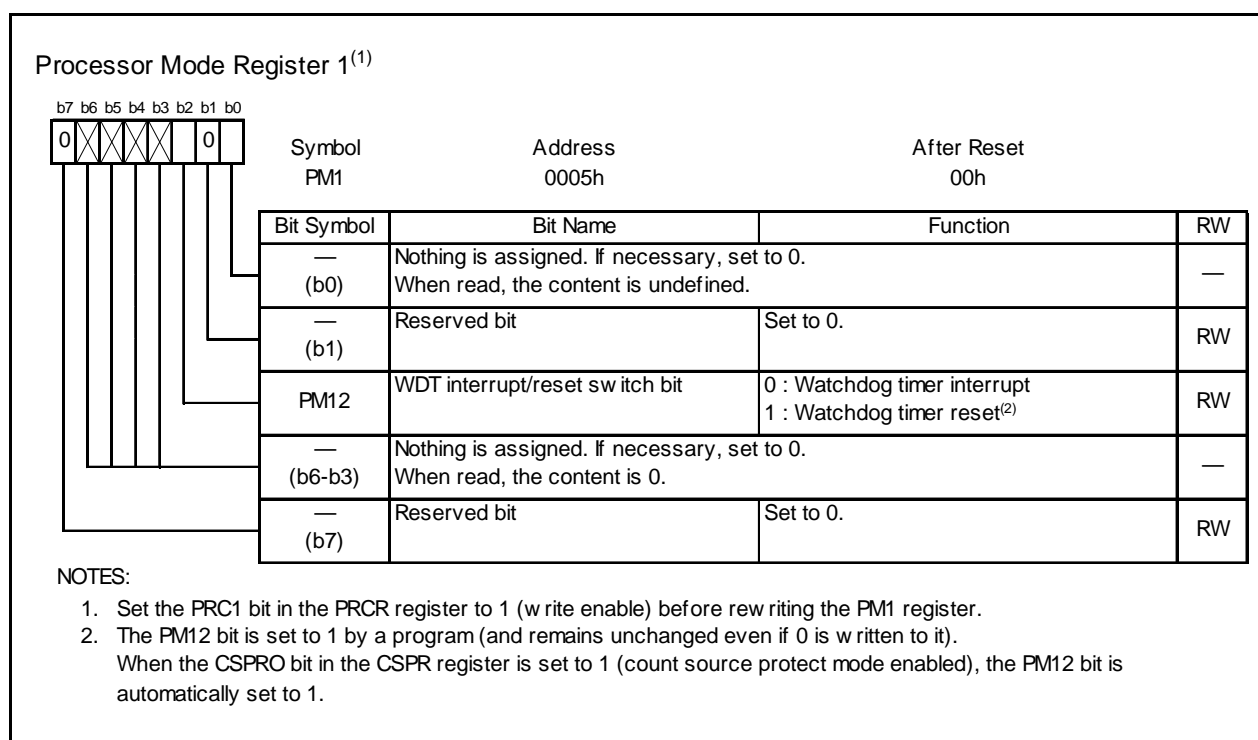 Processor Mode Register 1(1)
b7 b6 b5 b4 b3 b2 b1 b0
0 0
Symbol Address After Reset
PM1 0005h 00h
Bit Symbol Bit Name Function RW
— (b0) Nothing is assigned. If necessary, set to 0. —
When read, the content is undefined.
— (b1) Reserved bit Set to 0. RW
PM12 WDT interrupt/reset switch bit 0 : Watchdog timer interrupt RW
1 : Watchdog timer reset(2)
— (b6-b3) Nothing is assigned. If necessary, set to 0. —
When read, the content is 0.
— (b7) Reserved bit Set to 0. RW
NOTES:
1. Set the PRC1 bit in the PRCR register to 1 (write enable) before rewriting the PM1 register.
2. The PM12 bit is set to 1 by a program (and remains unchanged even if 0 is written to it).
When the CSPRO bit in the CSPR register is set to 1 (count source protect mode enabled), the PM12 bit is
automatically set to 1.